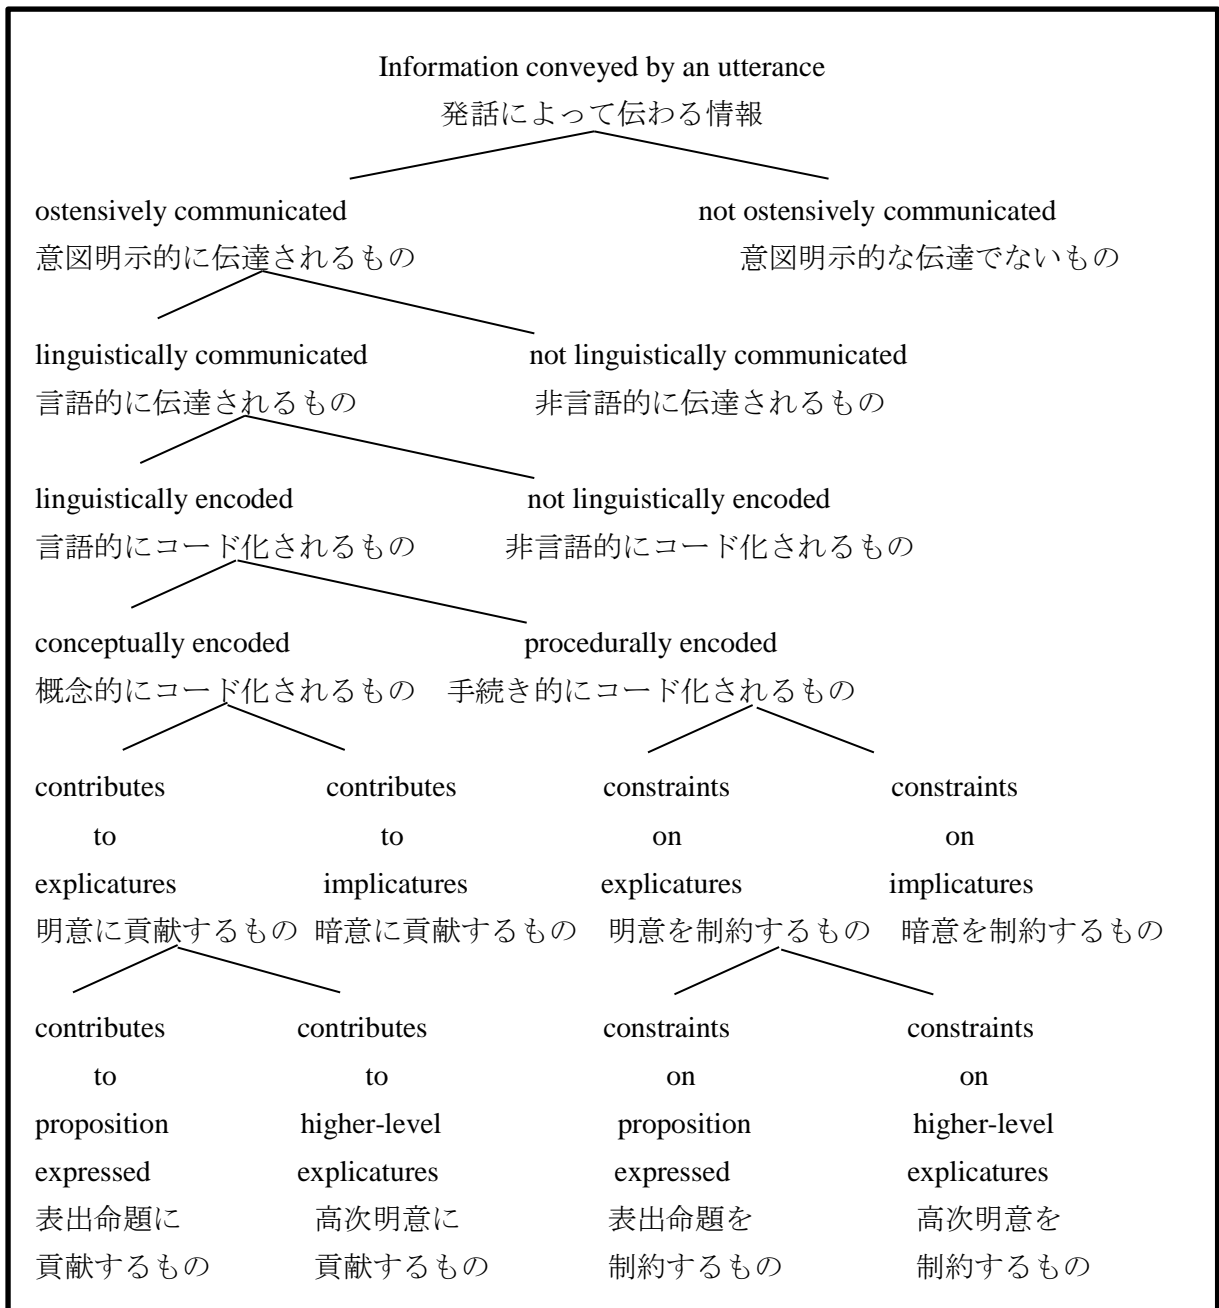 Information conveyed by an utterance
発話によって伝わる情報
ostensively communicated not ostensively communicated
意図明示的に伝達されるもの 意図明示的な伝達でないもの
linguistically communicated not linguistically communicated
言語的に伝達されるもの 非言語的に伝達されるもの
linguistically encoded not linguistically encoded
言語的にコード化されるもの 非言語的にコード化されるもの
conceptually encoded procedurally encoded
概念的にコード化されるもの 手続き的にコード化されるもの
contributes contributes constraints constraints
to to on on
explicatures implicatures explicatures implicatures
明意に貢献するもの 暗意に貢献するもの 明意を制約するもの 暗意を制約するもの
contributes contributes constraints constraints
to to on on
proposition higher-level proposition higher-level
expressed explicatures expressed explicatures
表出命題に 高次明意に 表出命題を 高次明意を
貢献するもの 貢献するもの 制約するもの 制約するもの